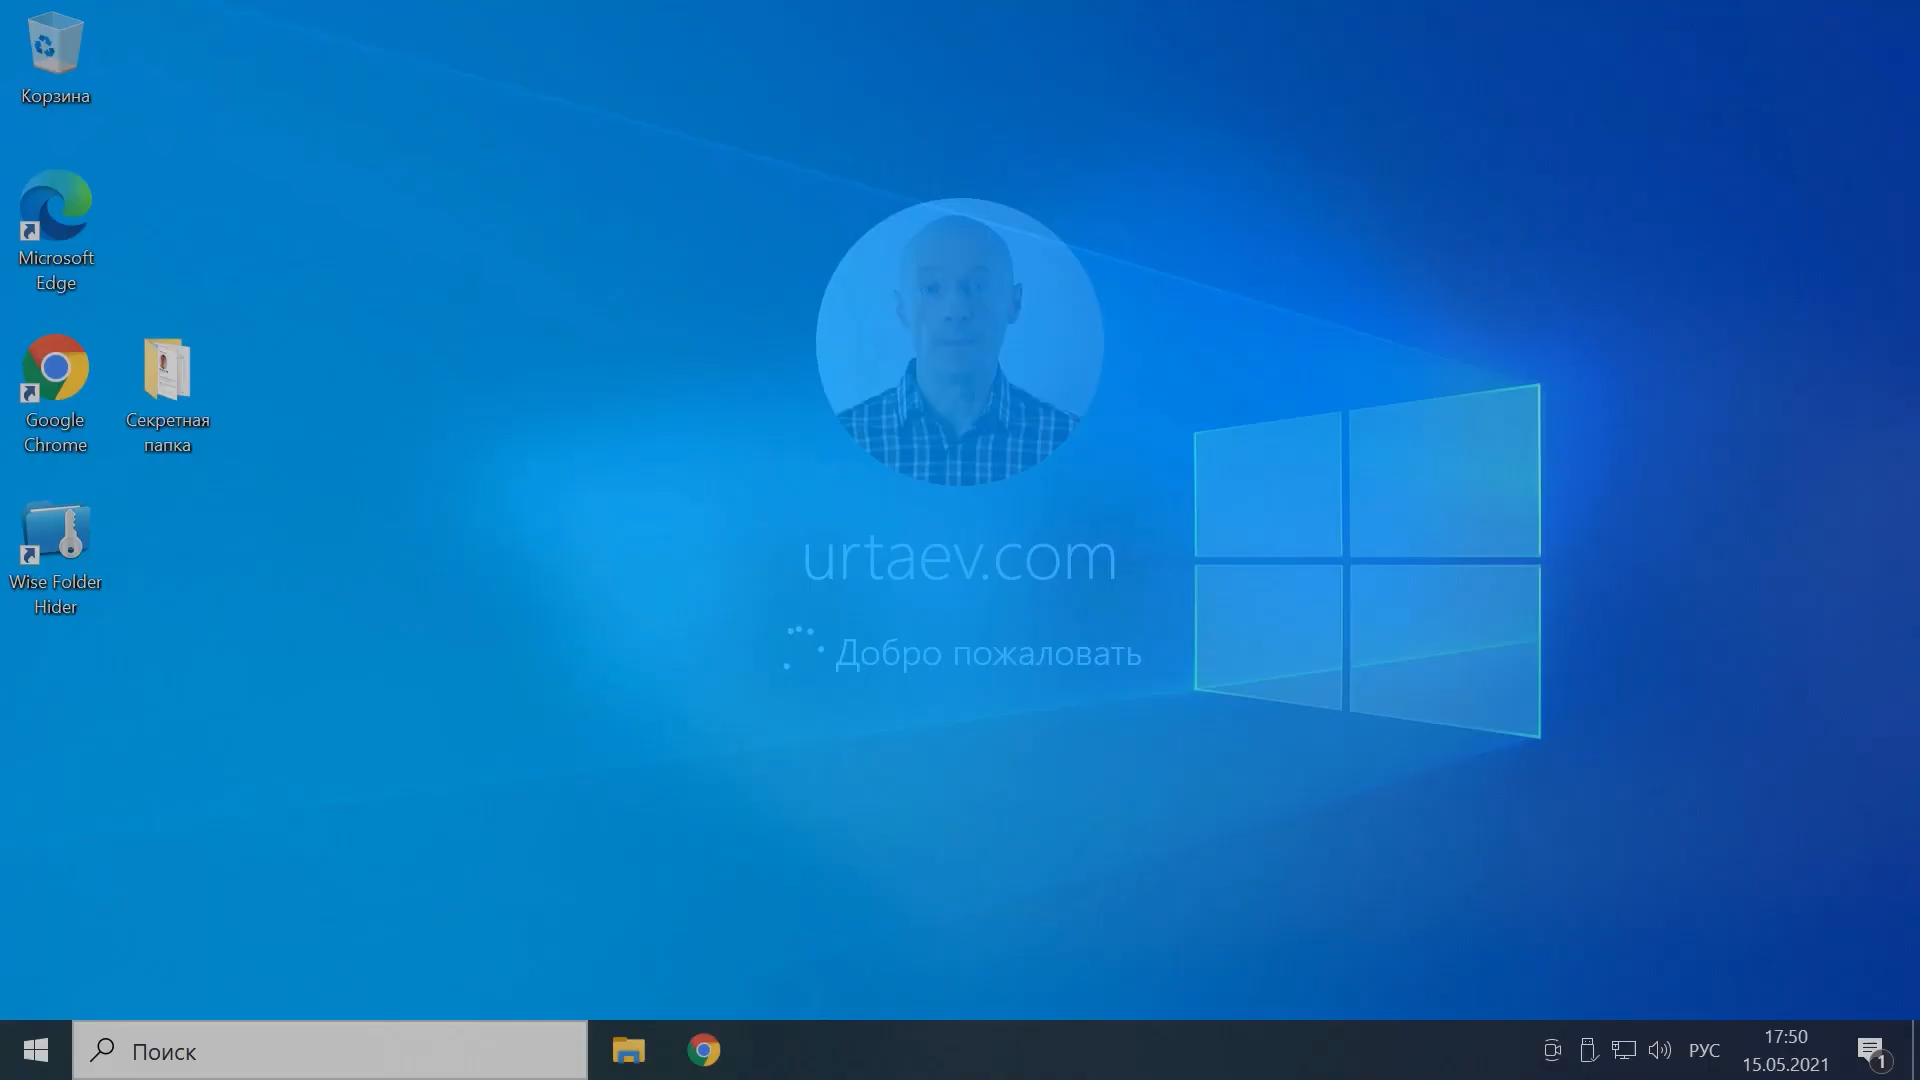 Корзина
Microsoft
Edge
Google
Chrome
Секретная
папка
Wise Folder
Hider
urtaev.com
Добро пожаловать
Поиск
РУС
17:50
15.05.2021
1